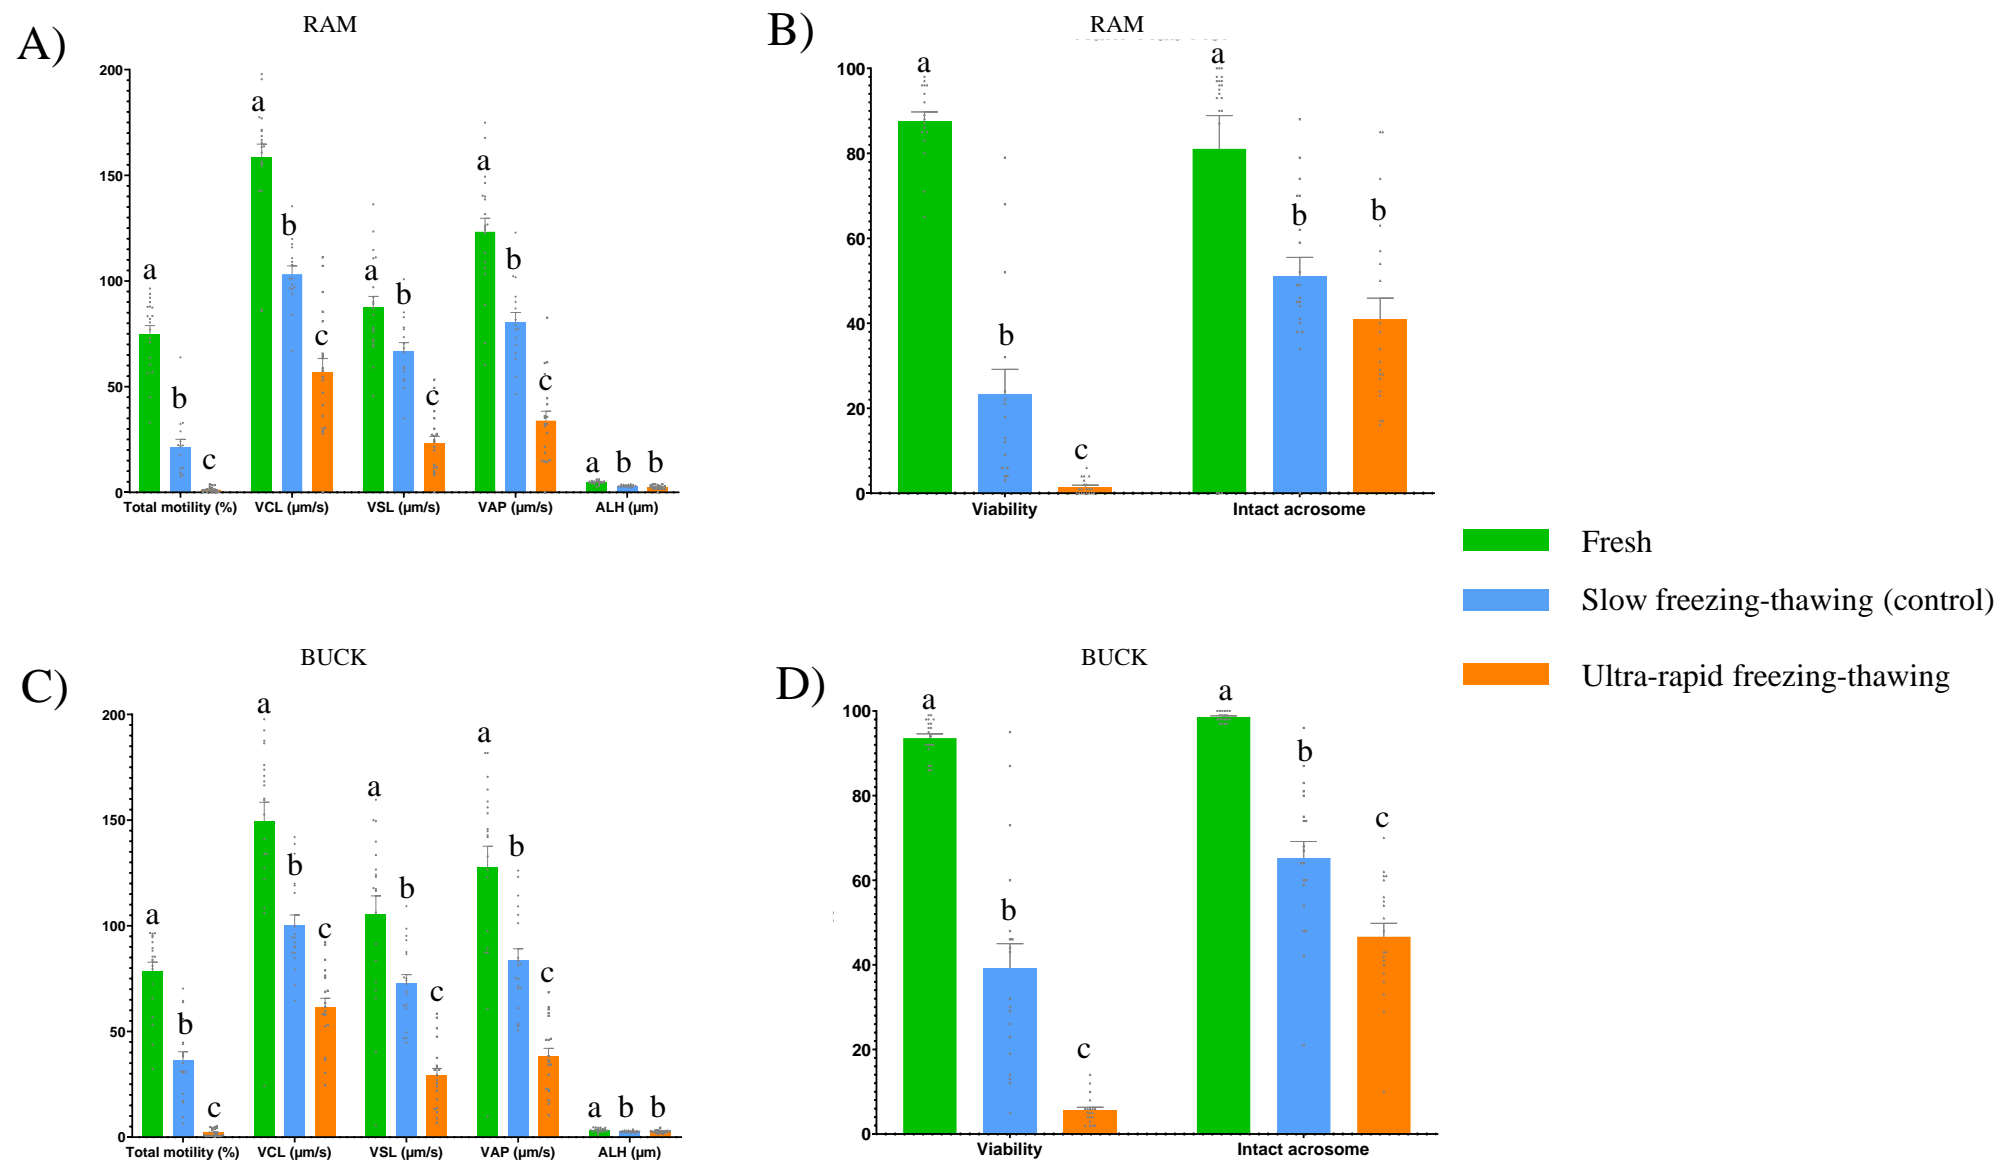 A)
RAM
200
150
100
50
0
a b c
a b c
a b c
a b c
a b b
Total motility (%) VCL (µm/s) VSL (µm/s) VAP (µm/s) ALH (µm)
B)
RAM
100
80
60
40
20
0
a b c
a b b
Viability Intact acrosome
Fresh
Slow freezing-thawing (control)
Ultra-rapid freezing-thawing
C)
BUCK
200
150
100
50
0
a b c
a b c
a b c
a b c
a b b
Total motility (%) VCL (µm/s) VSL (µm/s) VAP (µm/s) ALH (µm)
D)
BUCK
100
80
60
40
20
0
a b c
a b c
Viability Intact acrosome